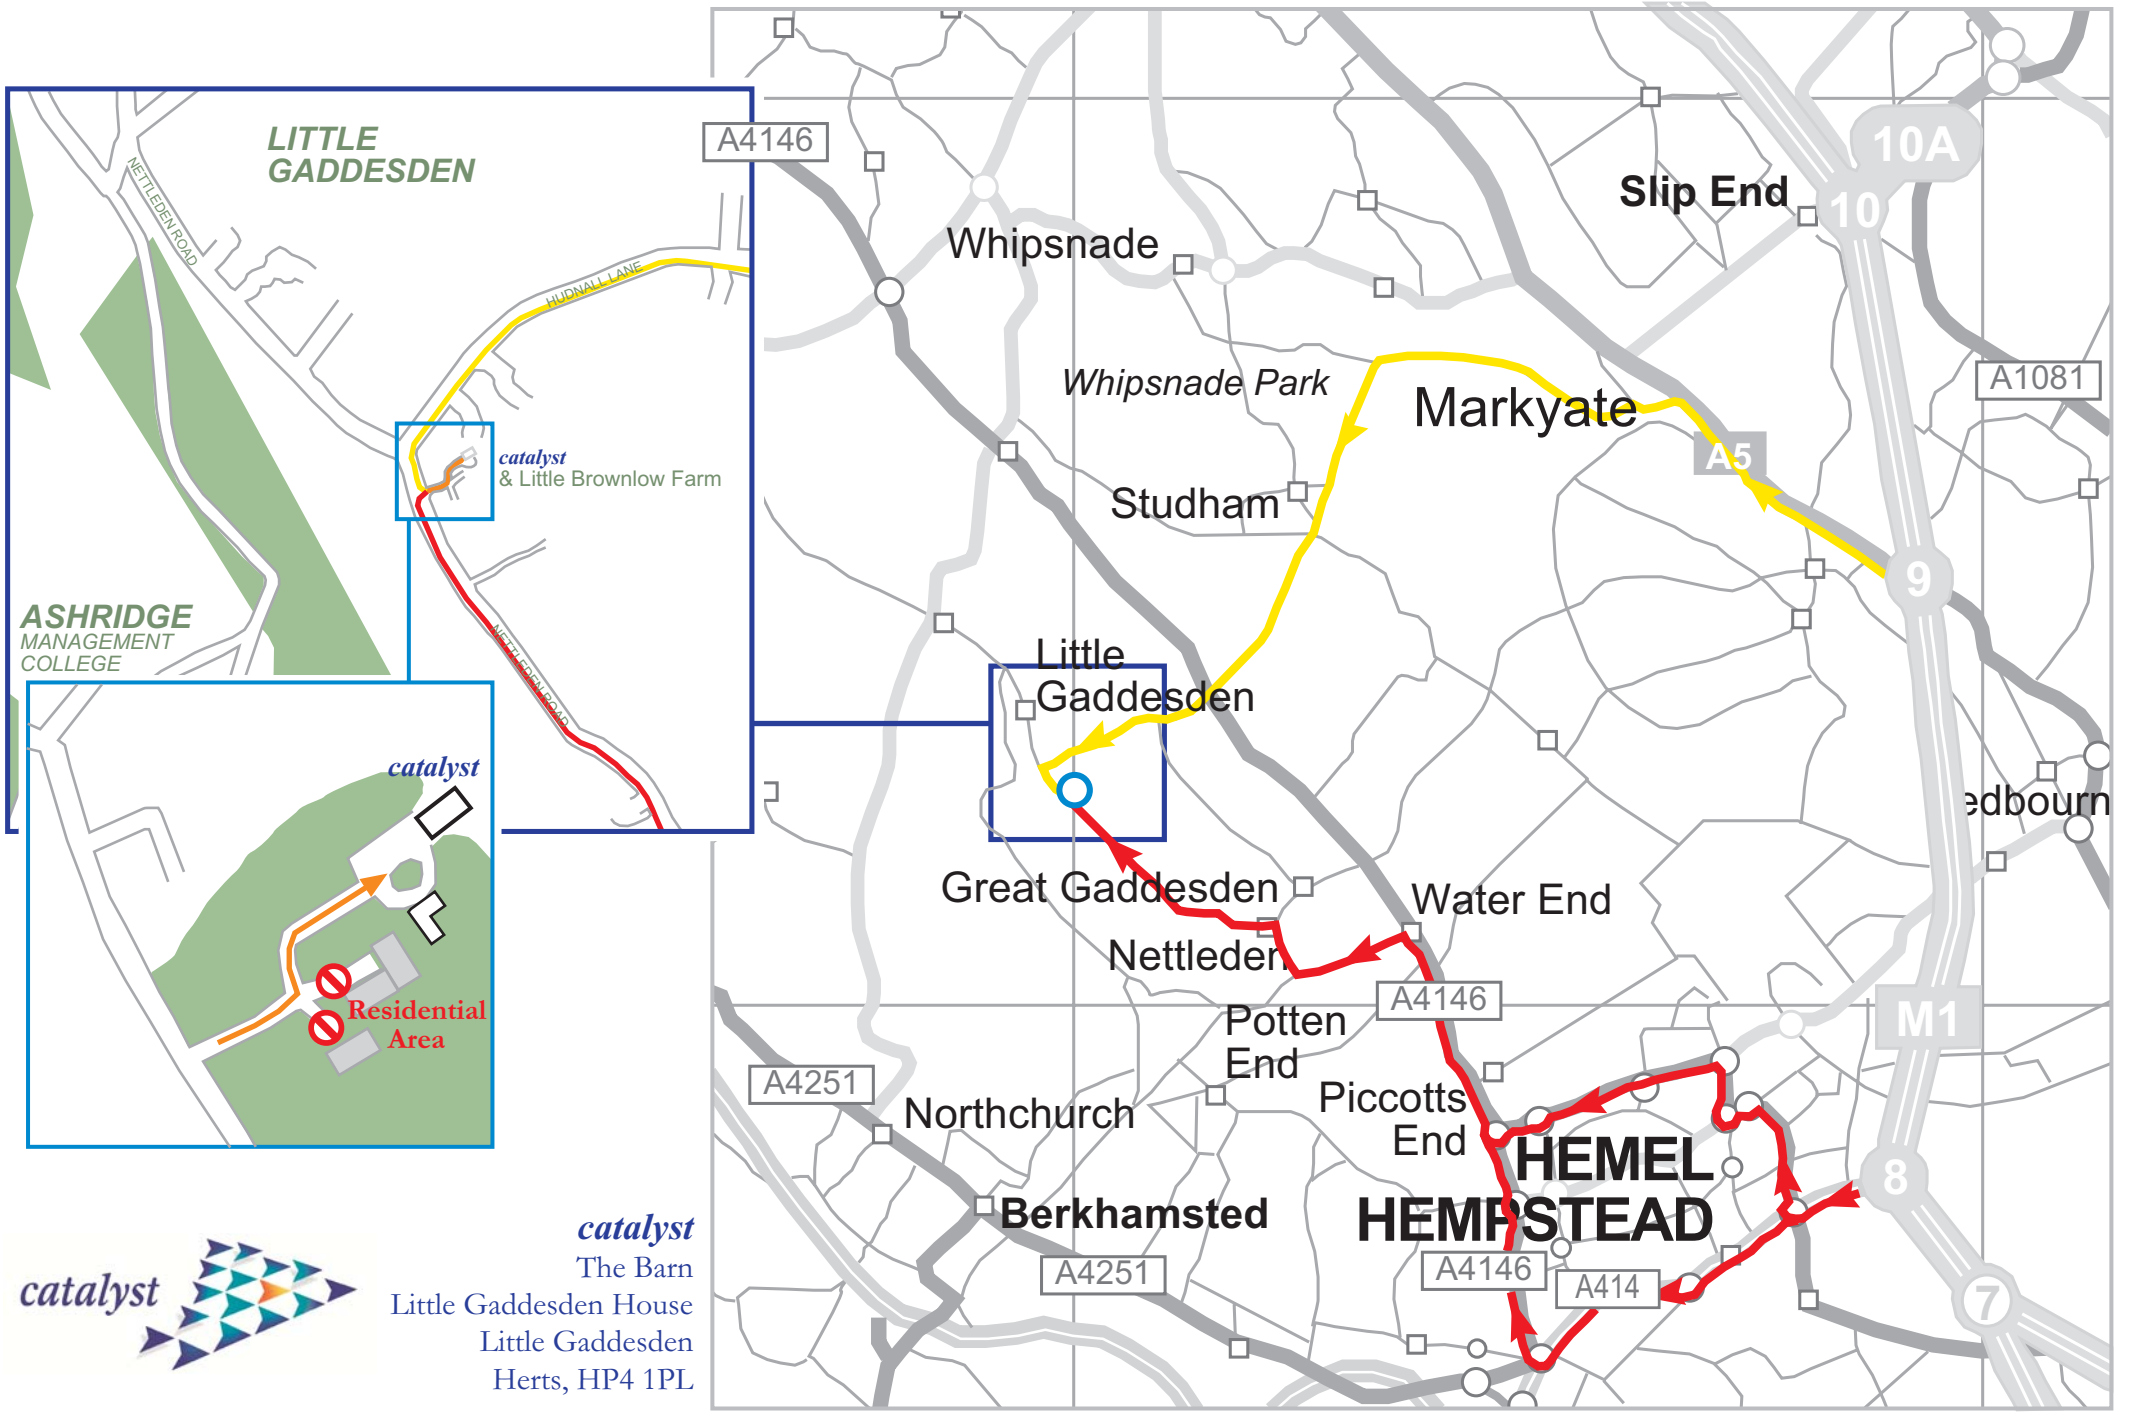 LITTLE
GADDESDEN
NETTLEDEN ROAD
HUDNALL LANE
catalyst
& Little Brownlow Farm
NETTLEDEN ROAD
ASHRIDGE
MANAGEMENT
COLLEGE
catalyst
Residential
Area
catalyst
catalyst
The Barn
Little Gaddesden House
Little Gaddesden
Herts, HP4 1PL
A4146
10A
Slip End
10
Whipsnade
A1081
Whipsnade Park
Markyate
A5
Studham
9
Little
Gaddesden
edbourn
Great Gaddesden
Water End
Nettleden
A4146
Potten
End
M1
A4251
Piccotts
End
Northchurch
HEMEL
HEMPSTEAD
8
Berkhamsted
A4251
A4146
A414
7